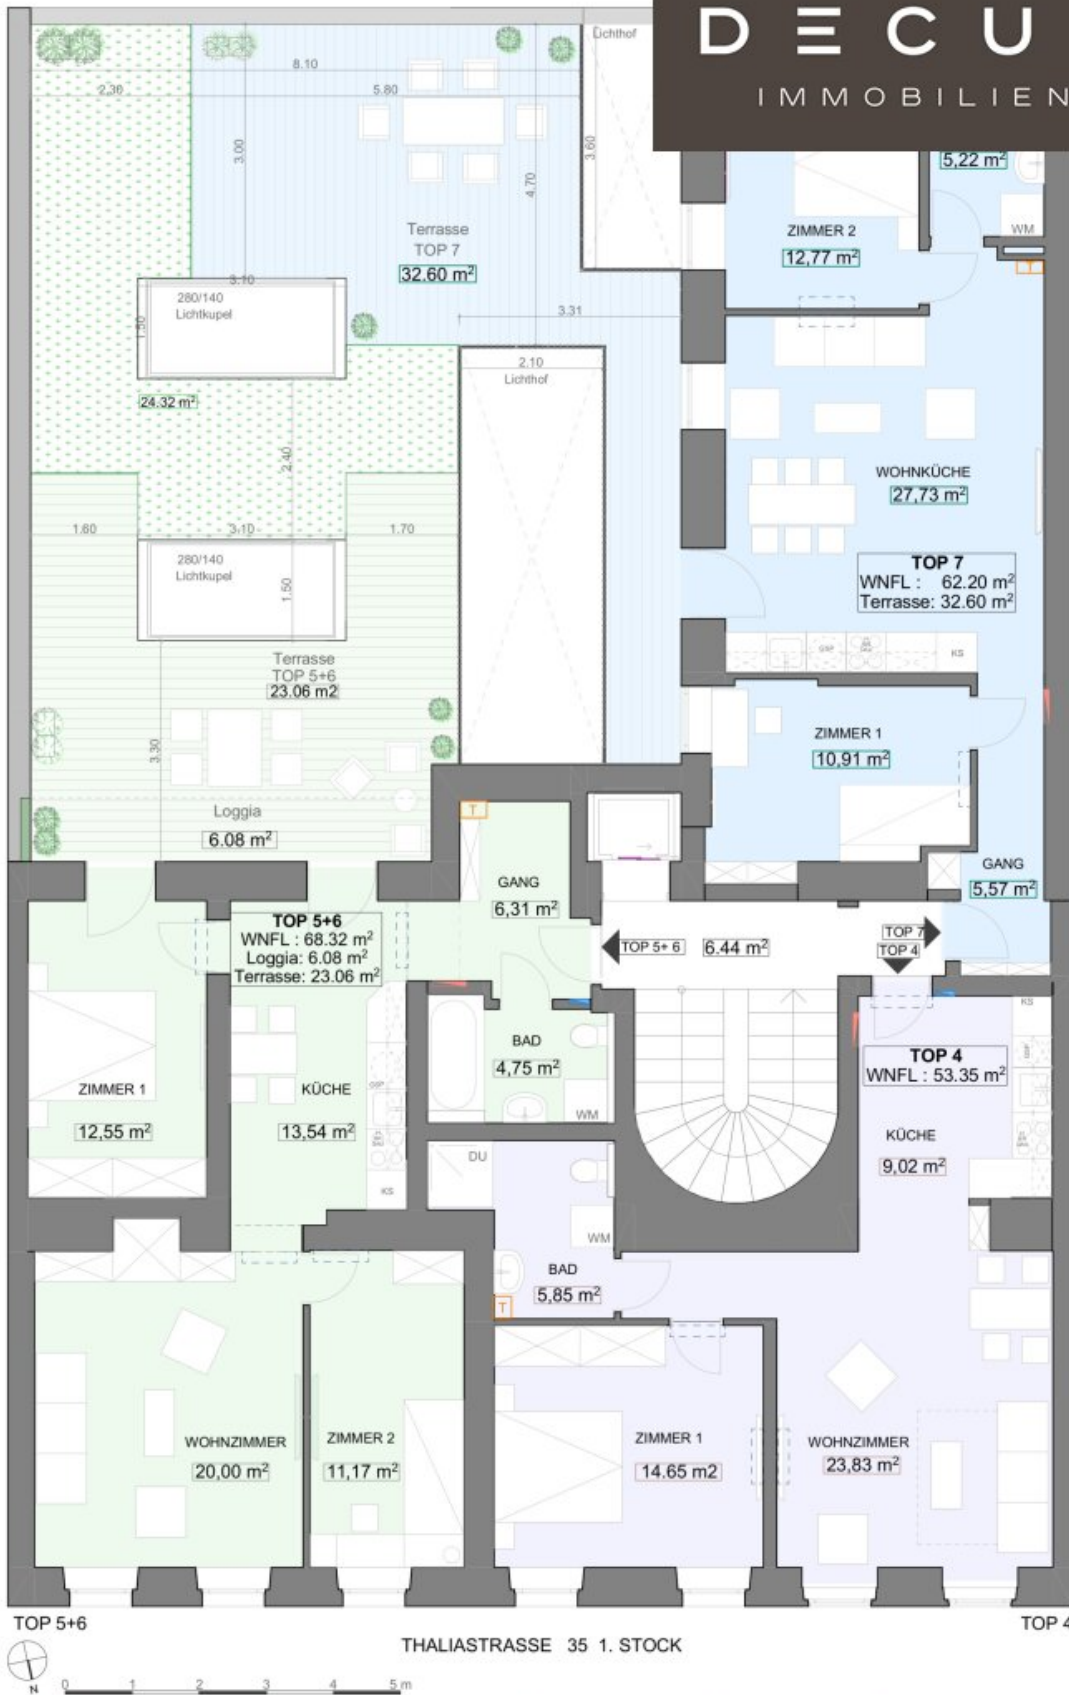 DECU
IMMOBILIEN
Lichthof
8.10
2.30
5.80
3.00
3.60
4.70
5,22 m²
WM
Terrasse
TOP 7
32.60 m²
ZIMMER 2
12,77 m²
T
3.10
280/140
Lichtkupel
1.50
3.31
2.10
Lichthof
24.32 m²
2.40
WOHNKÜCHE
27,73 m²
1.60
3.10
1.70
280/140
Lichtkupel
1.50
TOP 7
WNFL : 62.20 m²
Terrasse: 32.60 m²
GSP
KS
Terrasse
TOP 5+6
23.06 m2
3.30
ZIMMER 1
10,91 m²
Loggia
6.08 m²
T
GANG
6,31 m²
GANG
5,57 m²
TOP 5+6
WNFL : 68.32 m²
Loggia: 6.08 m²
Terrasse: 23.06 m²
TOP 5+ 6
6.44 m²
TOP 7
TOP 4
KS
GSP
BAD
4,75 m²
WM
TOP 4
WNFL : 53.35 m²
ZIMMER 1
12,55 m²
KÜCHE
13,54 m²
GSP
KS
KÜCHE
9,02 m²
DU
WM
BAD
5,85 m²
T
WOHNZIMMER
20,00 m²
ZIMMER 2
11,17 m²
ZIMMER 1
14.65 m2
WOHNZIMMER
23,83 m²
TOP 5+6
TOP 4
THALIASTRASSE 35 1. STOCK
N
0 1 2 3 4 5 m